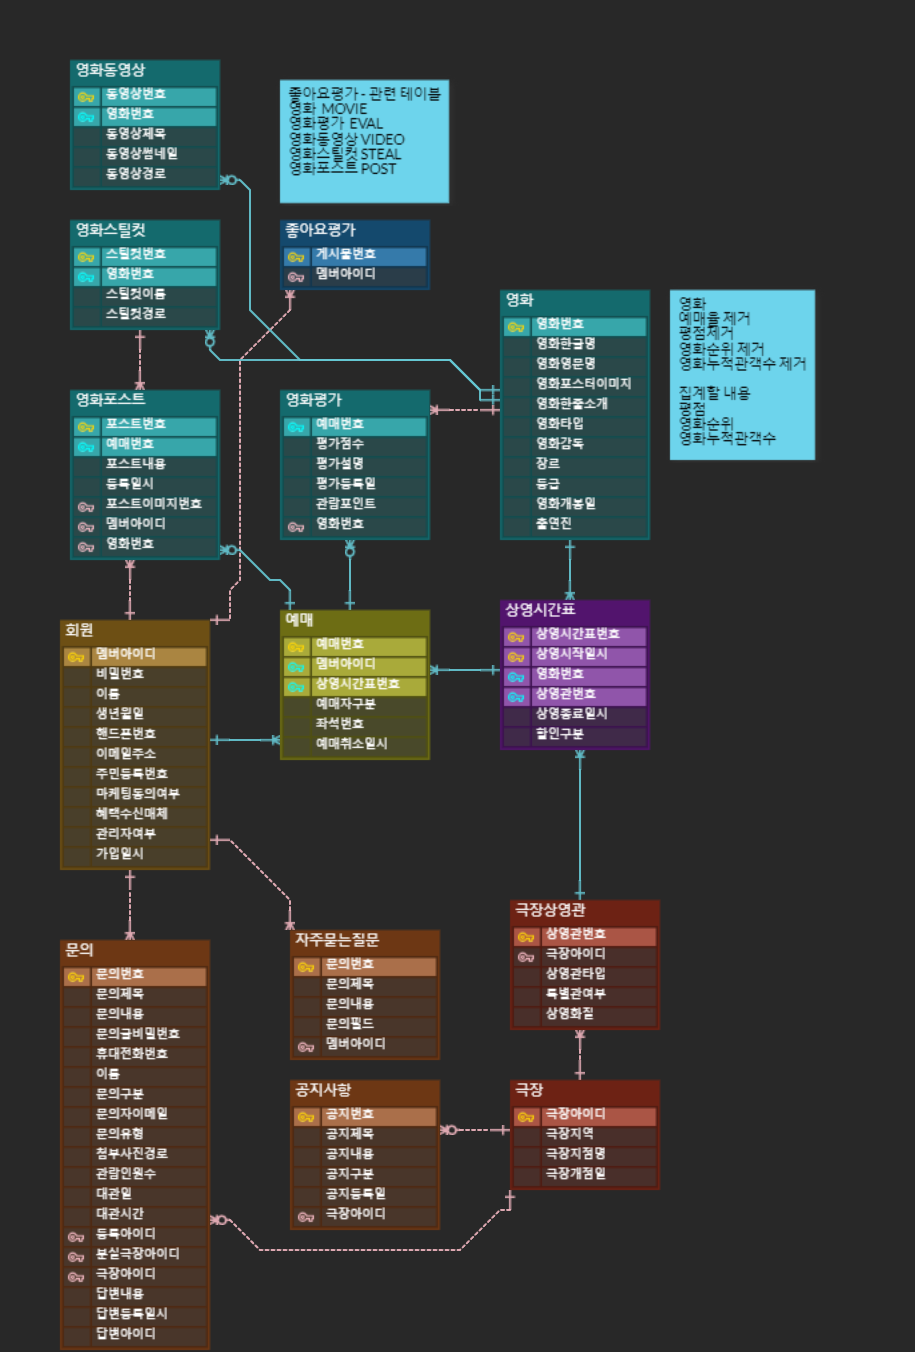 영화동영상
동영상번호
영화번호
동영상제목
동영상썸네일
동영상경로
좋아요평가 - 관련 테이블
영화 MOVIE
영화평가 EVAL
영화동영상 VIDEO
영화스틸컷 STEAL
영화포스트 POST
영화스틸컷
스틸컷번호
영화번호
스틸컷이름
스틸컷경로
좋아요평가
게시물번호
멤버아이디
영화
영화번호
영화한글명
영화영문명
영화포스터이미지
영화한줄소개
영화타입
영화감독
장르
등급
영화개봉일
출연진
영화
예매율 제거
평점제거
영화순위 제거
영화누적관객수 제거
집계할 내용
평점
영화순위
영화누적관객수
영화포스트
포스트번호
예매번호
포스트내용
등록일시
포스트이미지번호
멤버아이디
영화번호
영화평가
예매번호
평가점수
평가설명
평가등록일
관람포인트
영화번호
회원
멤버아이디
비밀번호
이름
생년월일
핸드폰번호
이메일주소
주민등록번호
마케팅동의여부
혜택수신매체
관리자여부
가입일시
예매
예매번호
멤버아이디
상영시간표번호
예매자구분
좌석번호
예매취소일시
상영시간표
상영시간표번호
상영시작일시
영화번호
상영관번호
상영종료일시
할인구분
문의
문의번호
문의제목
문의내용
문의글비밀번호
휴대전화번호
이름
문의구분
문의자이메일
문의유형
첨부사진경로
관람인원수
대관일
대관시간
등록아이디
분실극장아이디
극장아이디
답변내용
답변등록일시
답변아이디
자주묻는질문
문의번호
문의제목
문의내용
문의필드
멤버아이디
극장상영관
상영관번호
극장아이디
상영관타입
특별관여부
상영화질
공지사항
공지번호
공지제목
공지내용
공지구분
공지등록일
극장아이디
극장
극장아이디
극장지역
극장지점명
극장개점일